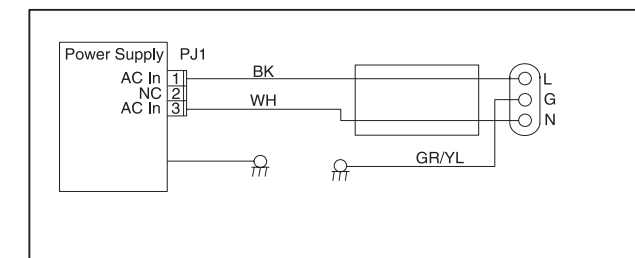 Power Supply PJ1
AC In 1 BK L
NC 2 G
AC In 3 WH N
GR/YL